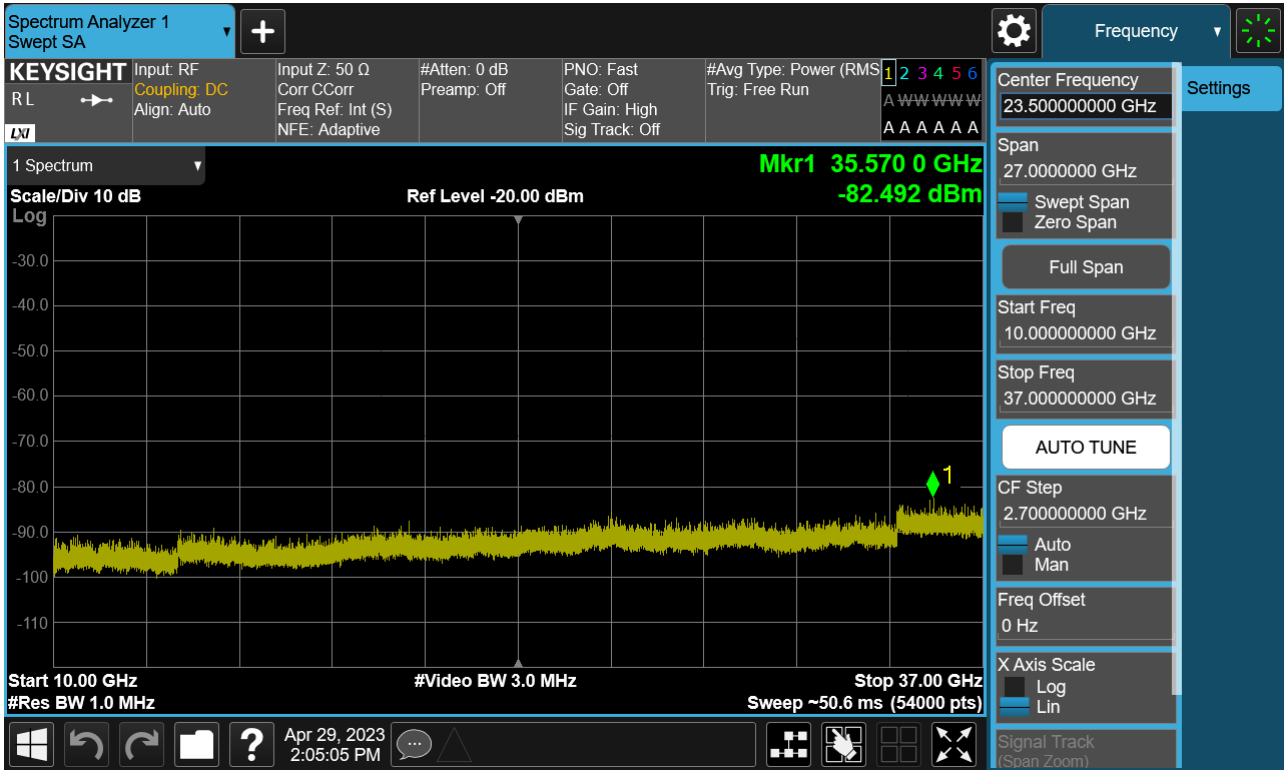 Spectrum Analyzer 1
Swept SA
+
Frequency
KEYSIGHT
R L
LXI
Input: RF
Coupling: DC
Align: Auto
Input Z: 50 Ω
Corr CCorr
Freq Ref: Int (S)
NFE: Adaptive
#Atten: 0 dB
Preamp: Off
PNO: Fast
Gate: Off
IF Gain: High
Sig Track: Off
#Avg Type: Power (RMS
Trig: Free Run
1 2 3 4 5 6
A W W W W W
A A A A A A
1 Spectrum
Mkr1 35.570 0 GHz
Scale/Div 10 dB
Ref Level -20.00 dBm
-82.492 dBm
Log
-30.0
-40.0
-50.0
-60.0
-70.0
-80.0
-90.0
-100
-110
1
Start 10.00 GHz
#Video BW 3.0 MHz
Stop 37.00 GHz
#Res BW 1.0 MHz
Sweep ~50.6 ms (54000 pts)
Center Frequency
23.500000000 GHz
Span
27.0000000 GHz
Swept Span
Zero Span
Full Span
Start Freq
10.000000000 GHz
Stop Freq
37.000000000 GHz
AUTO TUNE
CF Step
2.700000000 GHz
Auto
Man
Freq Offset
0 Hz
X Axis Scale
Log
Lin
Signal Track
(Span Zoom)
Settings
?
Apr 29, 2023
2:05:05 PM